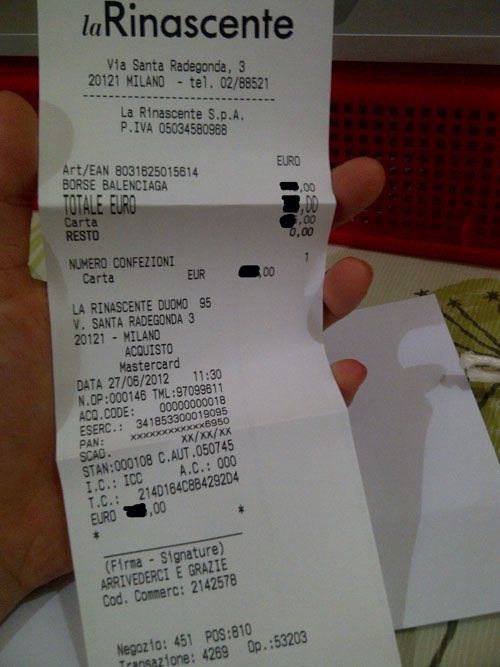 la Rinascente
Via Santa Radegonda, 3
20121 MILANO - tel. 02/88521
La Rinascente S.p.A.
P.IVA 05034580968
EURO
Art/EAN 8031625015614
BORSE BALENCIAGA ,00
TOTALE EURO ,00
Carta ,00
RESTO 0,00
NUMERO CONFEZIONI 1
Carta EUR ,00
LA RINASCENTE DUOMO 95
V. SANTA RADEGONDA 3
20121 - MILANO
ACQUISTO
Mastercard
DATA 27/06/2012 11:30
N.OP:000146 TML:97099611
ACQ.CODE: 00000000018
ESERC.: 341853300019095
PAN: xxxxxxxxxxxx6950
SCAD. xx/xx/xx
STAN:000108 C.AUT.050745
I.C.: ICC A.C.: 000
T.C.: 214D164C8B4292D4
EURO ,00
* *
(Firma - Signature)
ARRIVEDERCI E GRAZIE
Cod. Commerc: 2142578
Negozio: 451 POS:810
Transazione: 4269 Op.:53203